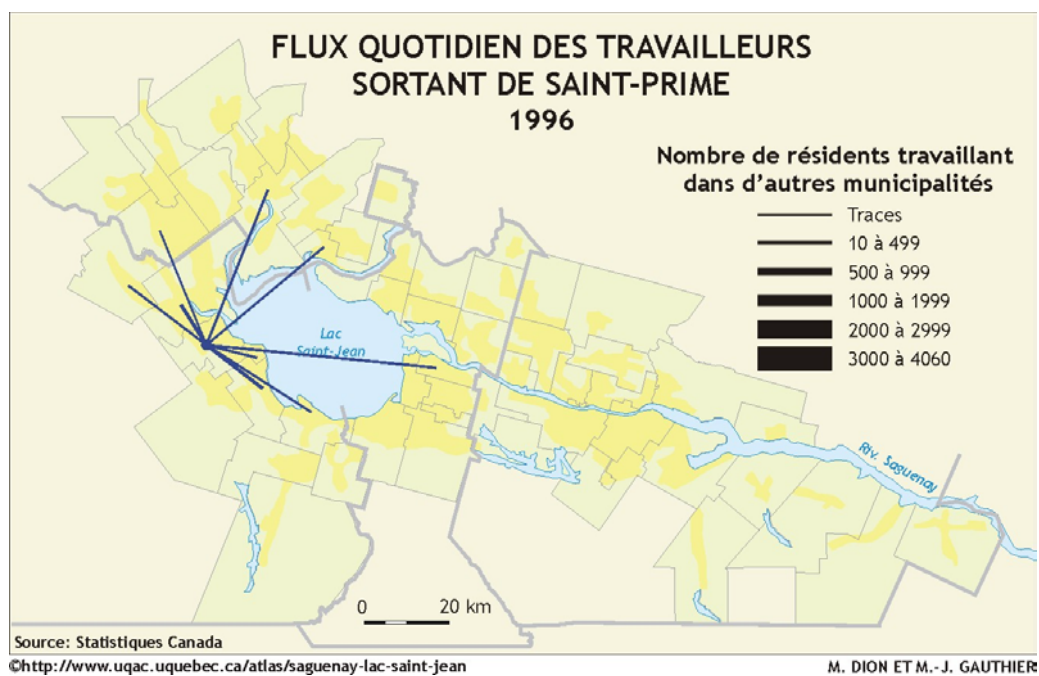 FLUX QUOTIDIEN DES TRAVAILLEURS
SORTANT DE SAINT-PRIME
1996
Nombre de résidents travaillant
dans d'autres municipalités
Traces
10 à 499
500 à 999
1000 à 1999
2000 à 2999
3000 à 4060
Lac
Saint-Jean
Riv. Saguenay
0 20 km
Source: Statistiques Canada
©http://www.uqac.uquebec.ca/atlas/saguenay-lac-saint-jean
M. DION ET M.-J. GAUTHIER